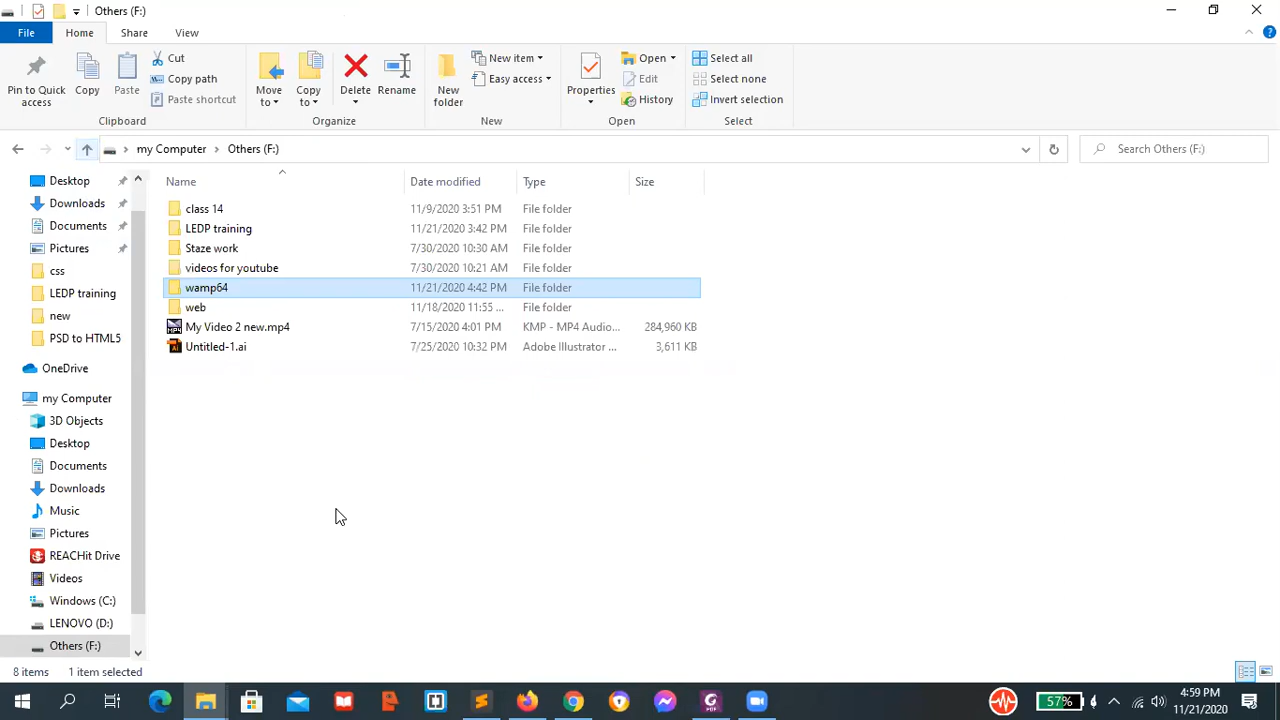 Others (F:)
File Home Share View
Pin to Quick access
Copy
Paste
Cut
Copy path
Paste shortcut
Clipboard
Move to
Copy to
Delete
Rename
Organize
New folder
New item
Easy access
New
Properties
Open
Edit
History
Open
Select all
Select none
Invert selection
Select
my Computer Others (F:)
Search Others (F:)
Name Date modified Type Size
class 14 11/9/2020 3:51 PM File folder
LEDP training 11/21/2020 3:42 PM File folder
Staze work 7/30/2020 10:30 AM File folder
videos for youtube 7/30/2020 10:21 AM File folder
wamp64 11/21/2020 4:42 PM File folder
web 11/18/2020 11:55 ... File folder
My Video 2 new.mp4 7/15/2020 4:01 PM KMP - MP4 Audio... 284,960 KB
Untitled-1.ai 7/25/2020 10:32 PM Adobe Illustrator ... 3,611 KB
Desktop
Downloads
Documents
Pictures
css
LEDP training
new
PSD to HTML5
OneDrive
my Computer
3D Objects
Desktop
Documents
Downloads
Music
Pictures
REACHit Drive
Videos
Windows (C:)
LENOVO (D:)
Others (F:)
8 items 1 item selected
57%
4:59 PM
11/21/2020